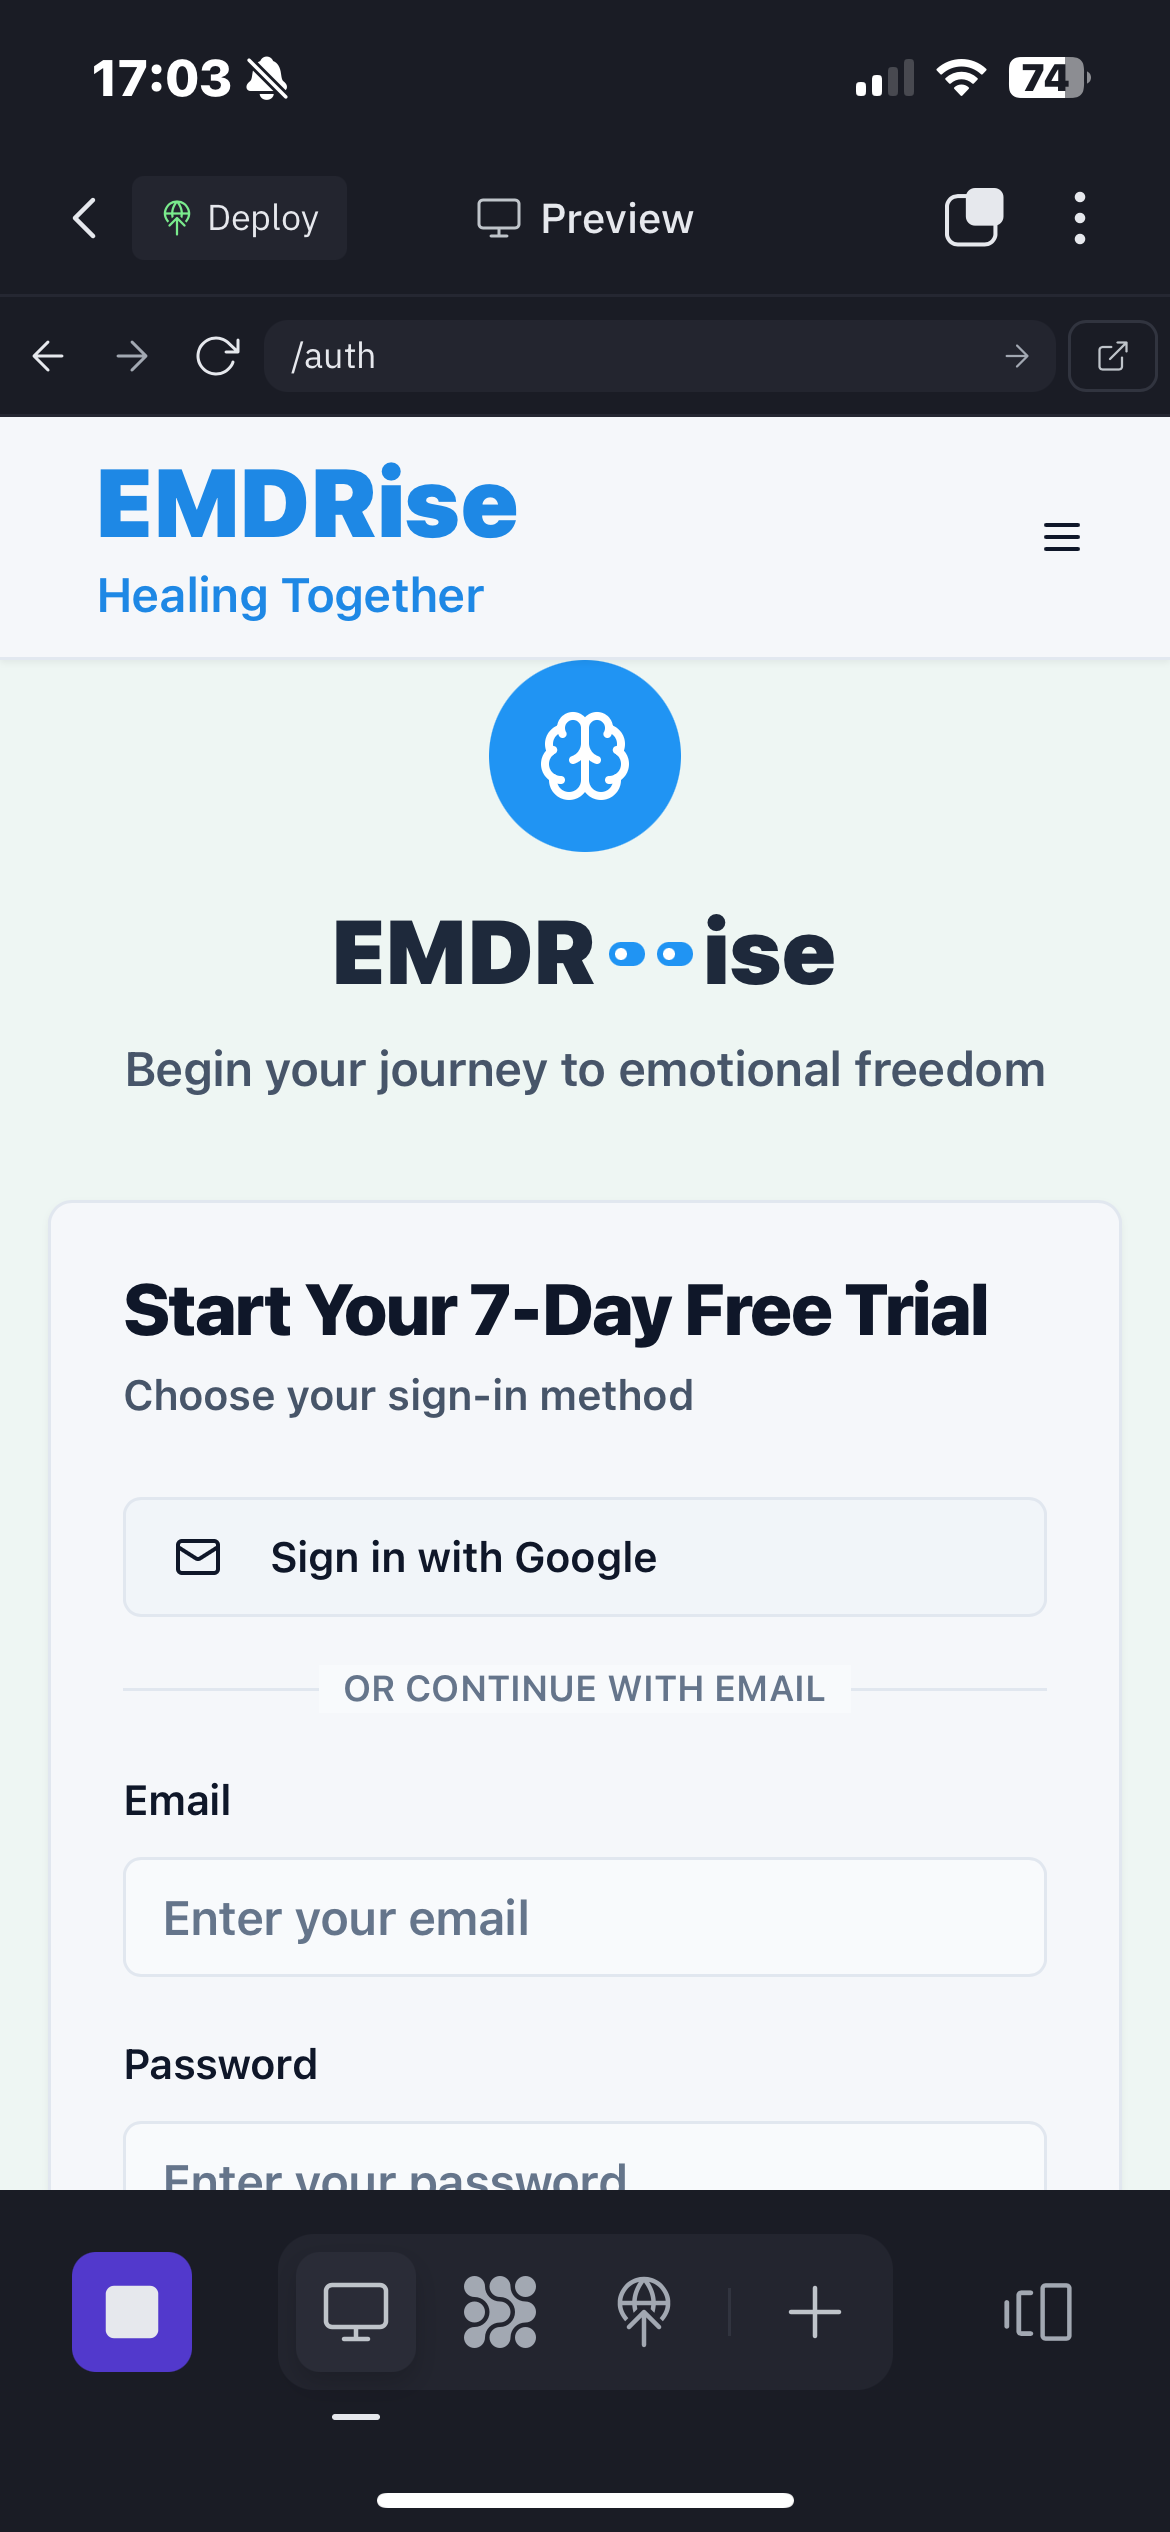 17:03
74
Deploy
Preview
/auth
EMDRise
Healing Together
EMDR ise
Begin your journey to emotional freedom
Start Your 7-Day Free Trial
Choose your sign-in method
Sign in with Google
OR CONTINUE WITH EMAIL
Email
Enter your email
Password
Enter your password